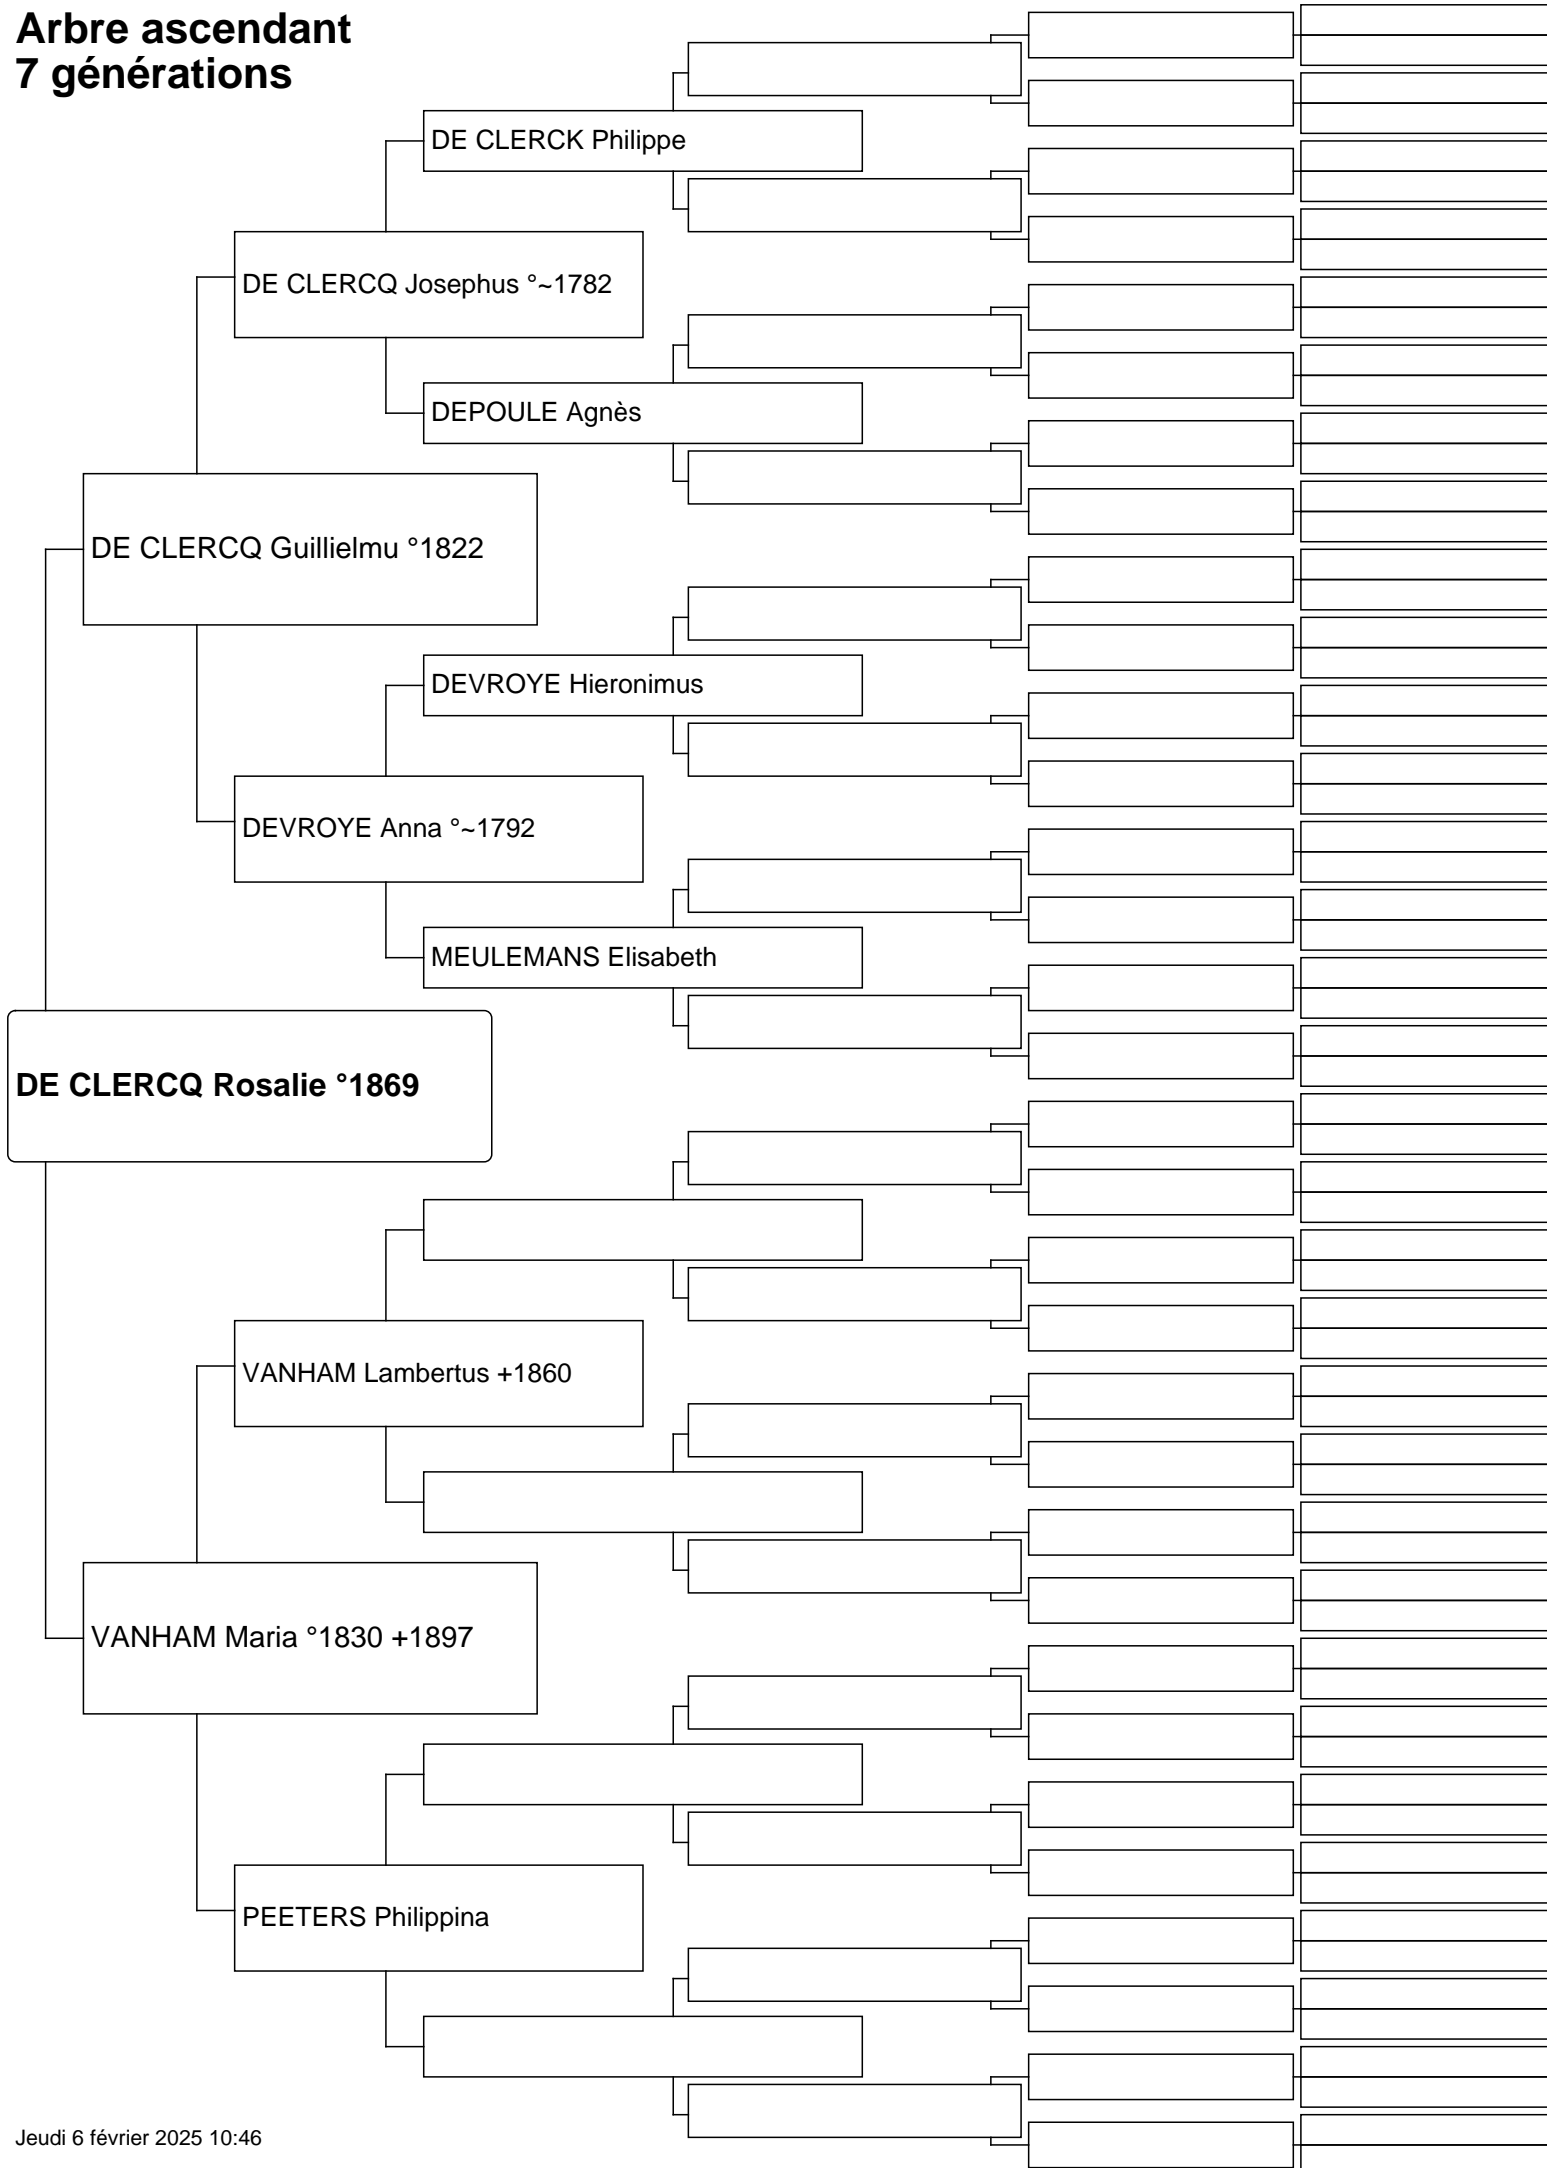 Arbre ascendant
7 générations
DE CLERCK Philippe
DE CLERCQ Josephus °~1782
DEPOULE Agnès
DE CLERCQ Guillielmu °1822
DEVROYE Hieronimus
DEVROYE Anna °~1792
MEULEMANS Elisabeth
DE CLERCQ Rosalie °1869
VANHAM Lambertus +1860
VANHAM Maria °1830 +1897
PEETERS Philippina
Jeudi 6 février 2025 10:46